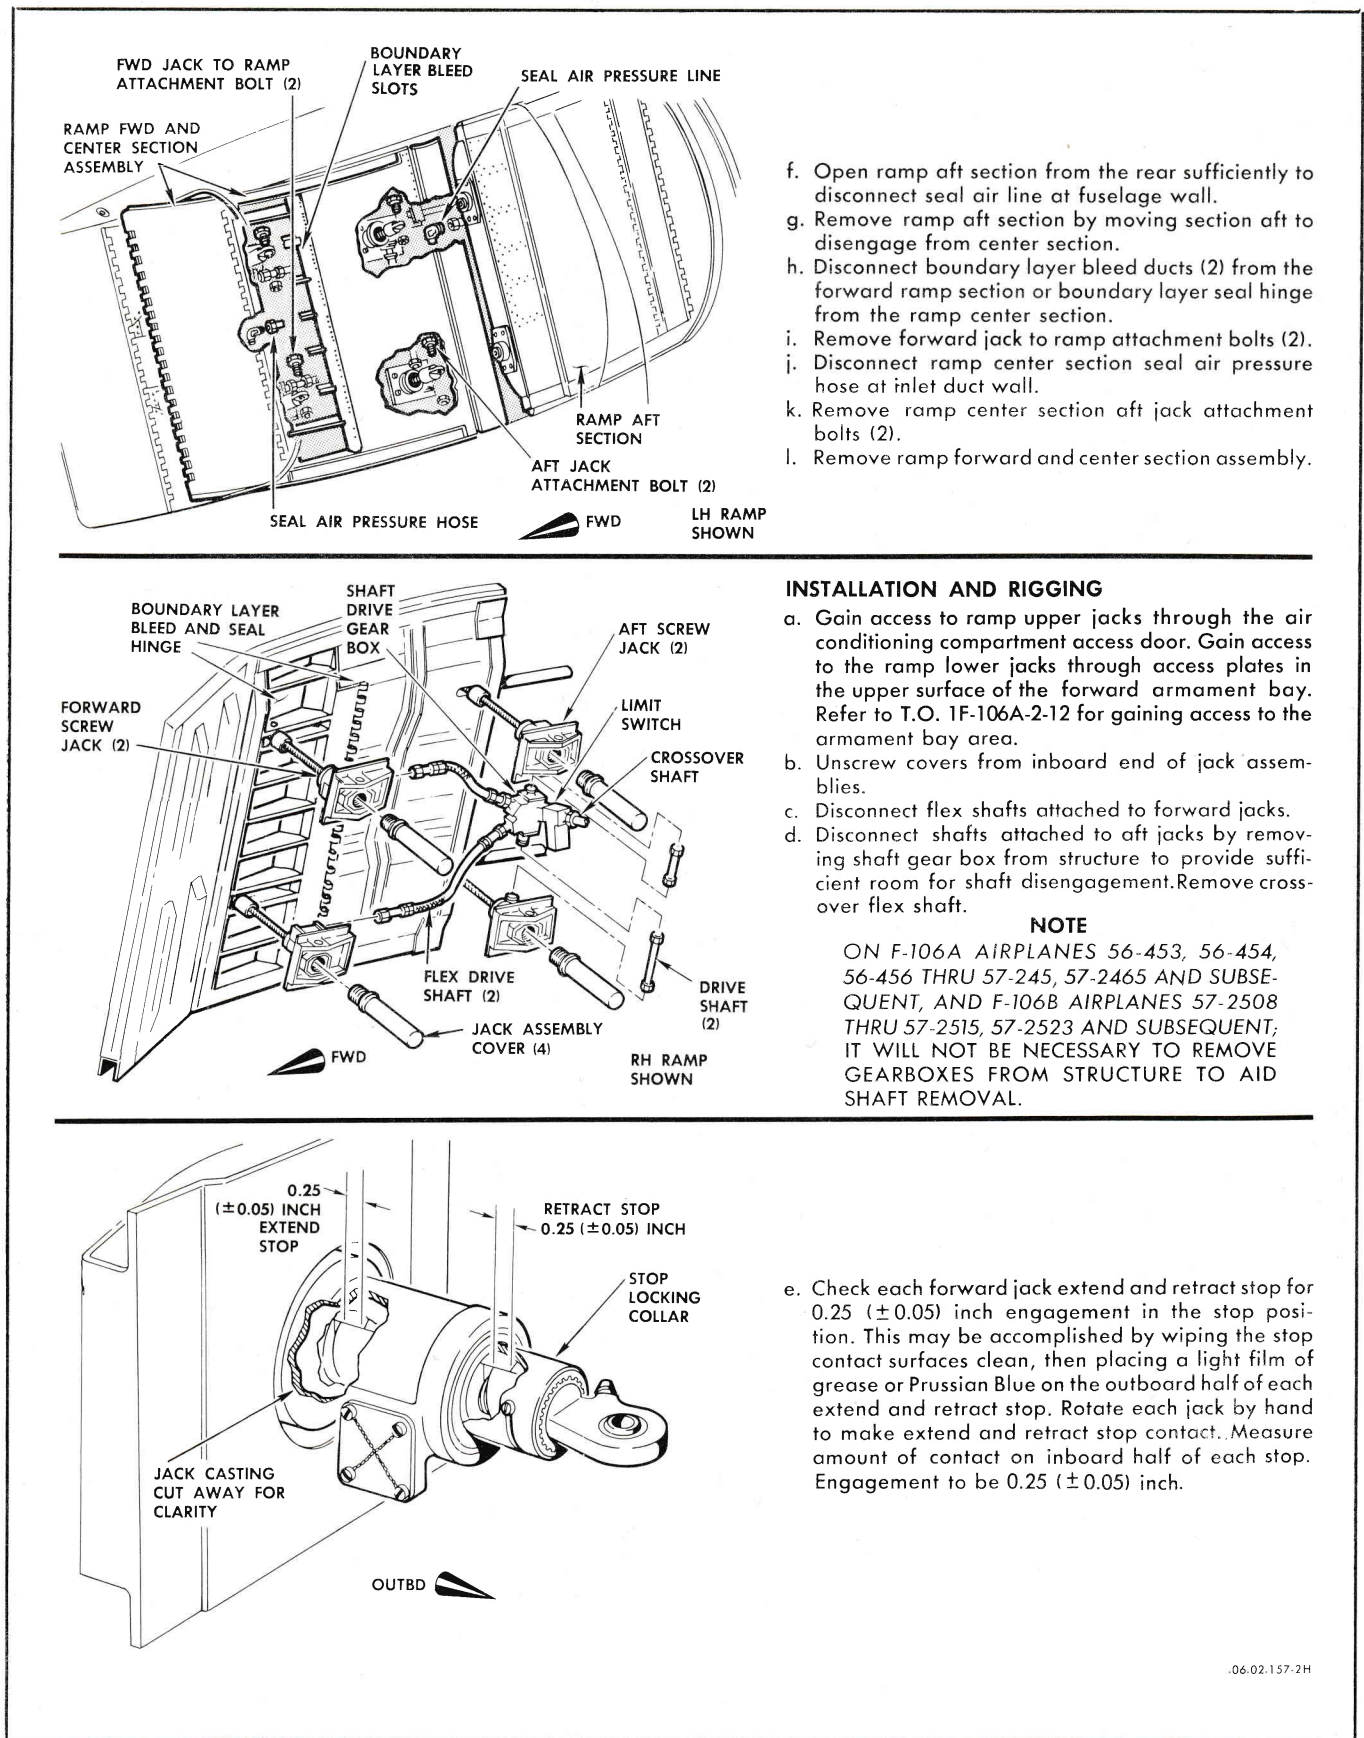 FWD JACK TO RAMP
ATTACHMENT BOLT (2)
BOUNDARY
LAYER BLEED
SLOTS
SEAL AIR PRESSURE LINE
RAMP FWD AND
CENTER SECTION
ASSEMBLY
RAMP AFT
SECTION
AFT JACK
ATTACHMENT BOLT (2)
SEAL AIR PRESSURE HOSE
FWD
LH RAMP
SHOWN
f. Open ramp aft section from the rear sufficiently to
disconnect seal air line at fuselage wall.
g. Remove ramp aft section by moving section aft to
disengage from center section.
h. Disconnect boundary layer bleed ducts (2) from the
forward ramp section or boundary layer seal hinge
from the ramp center section.
i. Remove forward jack to ramp attachment bolts (2).
j. Disconnect ramp center section seal air pressure
hose at inlet duct wall.
k. Remove ramp center section aft jack attachment
bolts (2).
l. Remove ramp forward and center section assembly.
BOUNDARY LAYER
BLEED AND SEAL
HINGE
SHAFT
DRIVE
GEAR
BOX
AFT SCREW
JACK (2)
LIMIT
SWITCH
CROSSOVER
SHAFT
FORWARD
SCREW
JACK (2)
FLEX DRIVE
SHAFT (2)
DRIVE
SHAFT
(2)
JACK ASSEMBLY
COVER (4)
FWD
RH RAMP
SHOWN
INSTALLATION AND RIGGING
a. Gain access to ramp upper jacks through the air
conditioning compartment access door. Gain access
to the ramp lower jacks through access plates in
the upper surface of the forward armament bay.
Refer to T.O. 1F-106A-2-12 for gaining access to the
armament bay area.
b. Unscrew covers from inboard end of jack assem-
blies.
c. Disconnect flex shafts attached to forward jacks.
d. Disconnect shafts attached to aft jacks by remov-
ing shaft gear box from structure to provide suffi-
cient room for shaft disengagement.Remove cross-
over flex shaft.
NOTE
ON F-106A AIRPLANES 56-453, 56-454,
56-456 THRU 57-245, 57-2465 AND SUBSE-
QUENT, AND F-106B AIRPLANES 57-2508
THRU 57-2515, 57-2523 AND SUBSEQUENT;
IT WILL NOT BE NECESSARY TO REMOVE
GEARBOXES FROM STRUCTURE TO AID
SHAFT REMOVAL.
0.25
(±0.05) INCH
EXTEND
STOP
RETRACT STOP
0.25 (±0.05) INCH
STOP
LOCKING
COLLAR
JACK CASTING
CUT AWAY FOR
CLARITY
OUTBD
e. Check each forward jack extend and retract stop for
0.25 (±0.05) inch engagement in the stop posi-
tion. This may be accomplished by wiping the stop
contact surfaces clean, then placing a light film of
grease or Prussian Blue on the outboard half of each
extend and retract stop. Rotate each jack by hand
to make extend and retract stop contact. Measure
amount of contact on inboard half of each stop.
Engagement to be 0.25 (±0.05) inch.
.06.02.157-2H